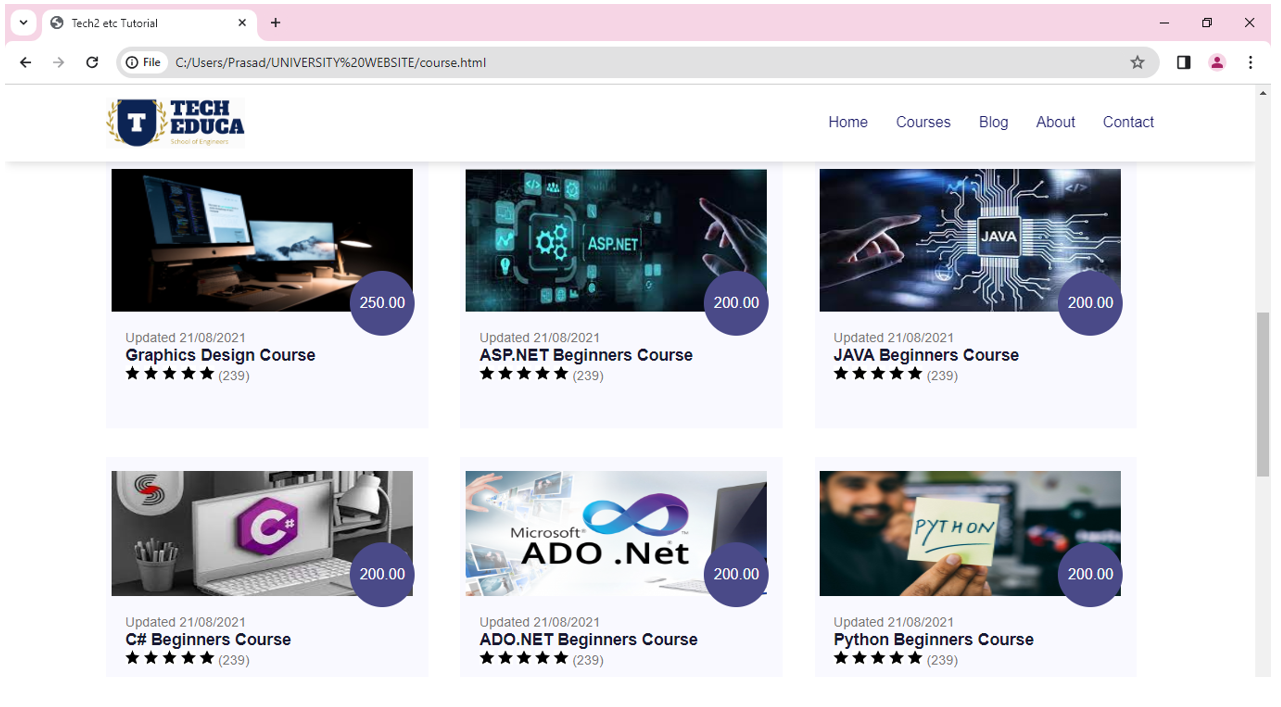 Tech2 etc Tutorial
File C:/Users/Prasad/UNIVERSITY%20WEBSITE/course.html
T TECH EDUCA
School of Engineers
Home Courses Blog About Contact
ASP.NET
JAVA
250.00 200.00 200.00
Updated 21/08/2021 Updated 21/08/2021 Updated 21/08/2021
Graphics Design Course ASP.NET Beginners Course JAVA Beginners Course
(239) (239) (239)
C#
Microsoft®
ADO .Net
PYTHON
200.00 200.00 200.00
Updated 21/08/2021 Updated 21/08/2021 Updated 21/08/2021
C# Beginners Course ADO.NET Beginners Course Python Beginners Course
(239) (239) (239)